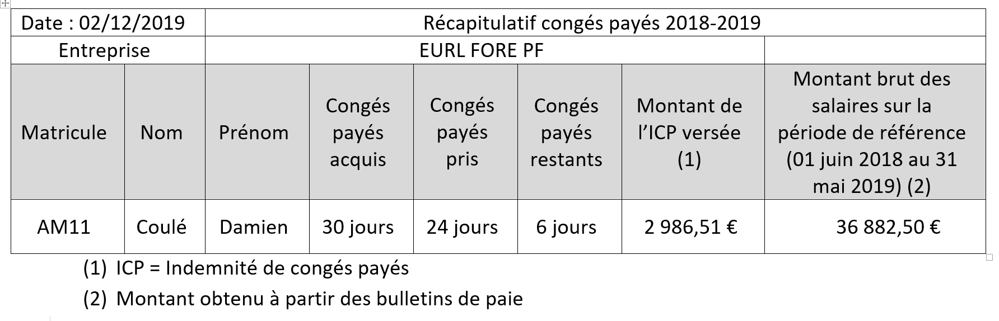 Date : 02/12/2019 Récapitulatif congés payés 2018-2019
Entreprise EURL FORE PF
Matricule
Nom
Prénom
Congés
payés
acquis
Congés
payés
pris
Congés
payés
restants
Montant de
l’ICP versée
(1)
Montant brut des
salaires sur la
période de référence
(01 juin 2018 au 31
mai 2019) (2)
AM11 Coulé Damien 30 jours 24 jours 6 jours 2 986,51 € 36 882,50 €
(1) ICP = Indemnité de congés payés
(2) Montant obtenu à partir des bulletins de paie